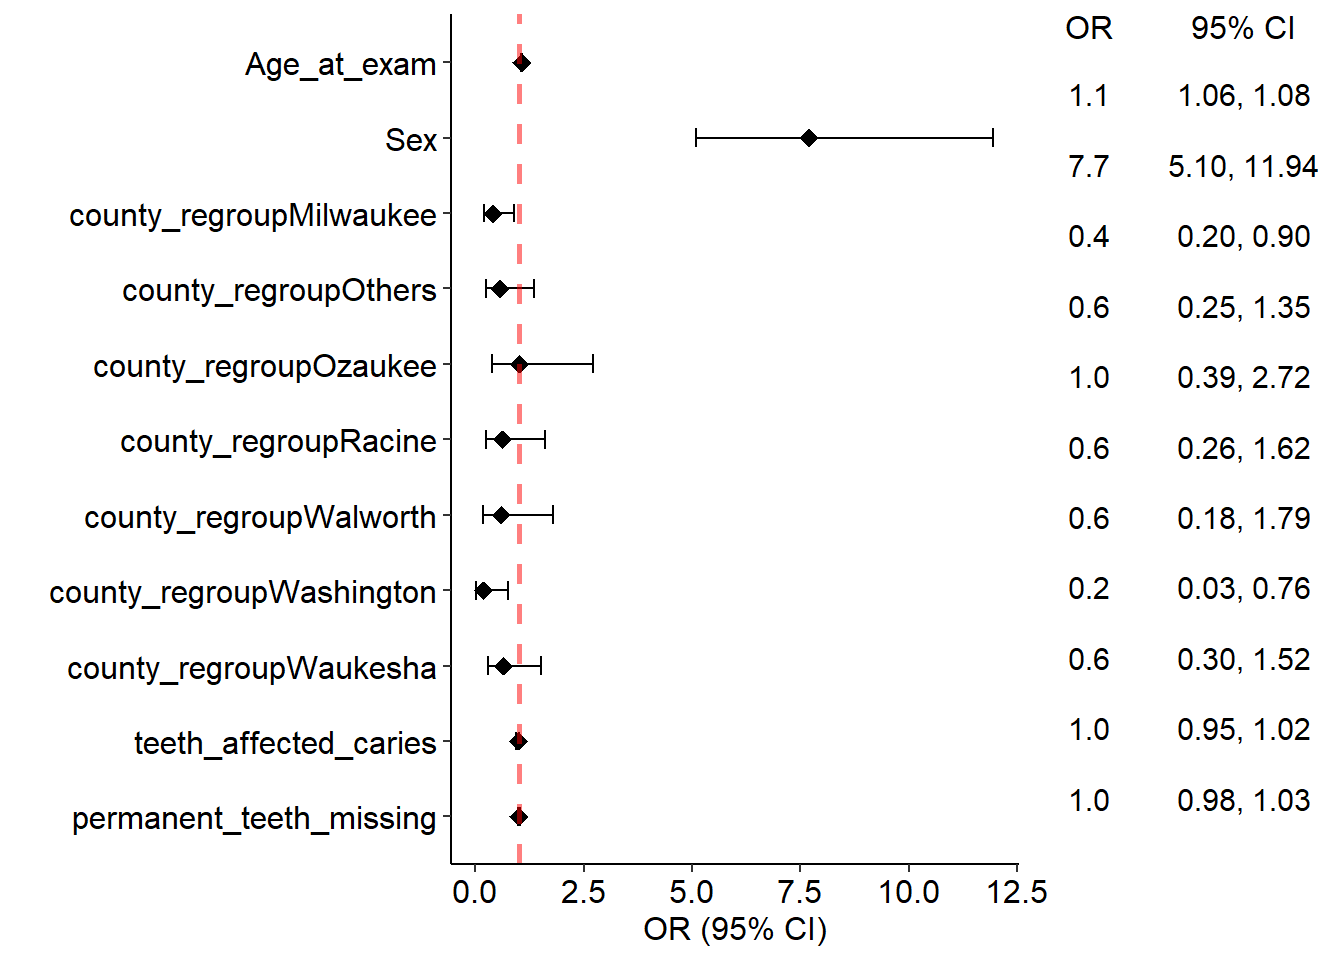 OR 95% CI
Age_at_exam
1.1 1.06, 1.08
Sex
7.7 5.10, 11.94
county_regroupMilwaukee
0.4 0.20, 0.90
county_regroupOthers
0.6 0.25, 1.35
county_regroupOzaukee
1.0 0.39, 2.72
county_regroupRacine
0.6 0.26, 1.62
county_regroupWalworth
0.6 0.18, 1.79
county_regroupWashington
0.2 0.03, 0.76
county_regroupWaukesha
0.6 0.30, 1.52
teeth_affected_caries
1.0 0.95, 1.02
permanent_teeth_missing
1.0 0.98, 1.03
0.0 2.5 5.0 7.5 10.0 12.5
OR (95% CI)